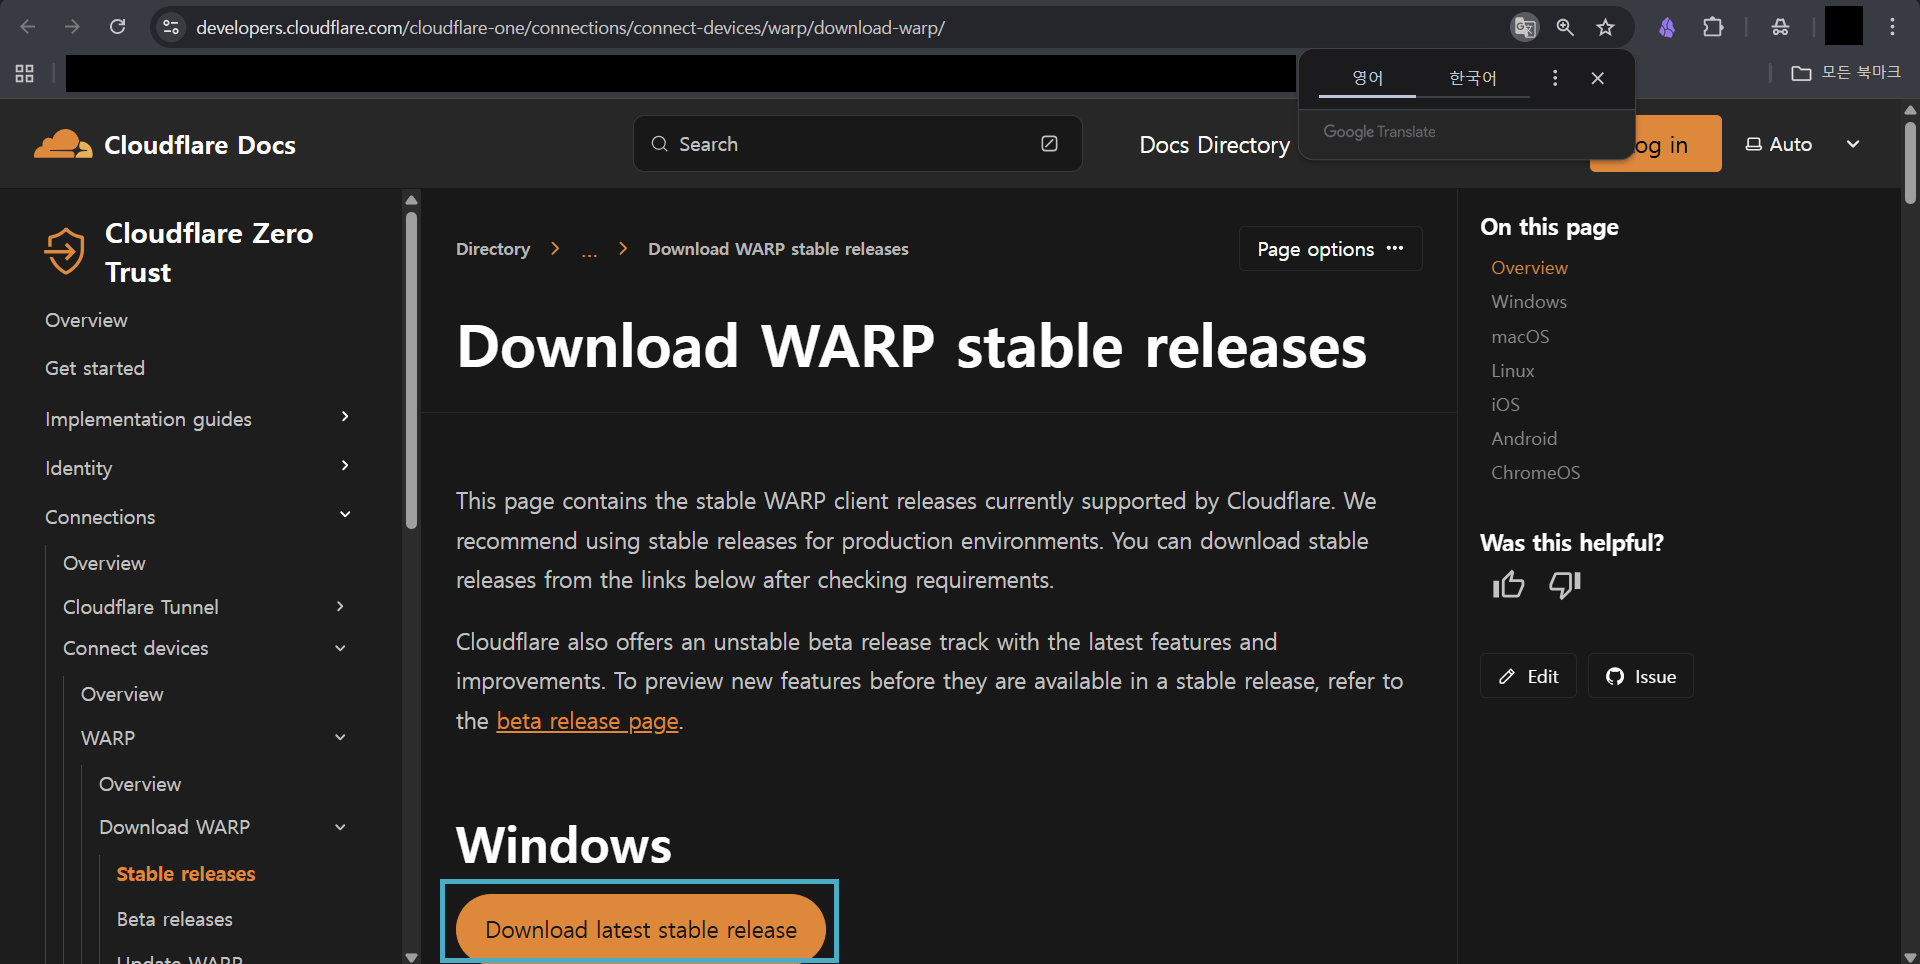 developers.cloudflare.com/cloudflare-one/connections/connect-devices/warp/download-warp/
모든 북마크
영어
한국어
Google Translate
Cloudflare Docs
Search
Docs Directory
og in
Auto
Cloudflare Zero
Trust
Overview
Get started
Implementation guides
Identity
Connections
Overview
Cloudflare Tunnel
Connect devices
Overview
WARP
Overview
Download WARP
Stable releases
Beta releases
Update WARP
Directory > ... > Download WARP stable releases
Page options ···
Download WARP stable releases
This page contains the stable WARP client releases currently supported by Cloudflare. We
recommend using stable releases for production environments. You can download stable
releases from the links below after checking requirements.
Cloudflare also offers an unstable beta release track with the latest features and
improvements. To preview new features before they are available in a stable release, refer to
the beta release page.
Windows
Download latest stable release
On this page
Overview
Windows
macOS
Linux
iOS
Android
ChromeOS
Was this helpful?
Edit
Issue